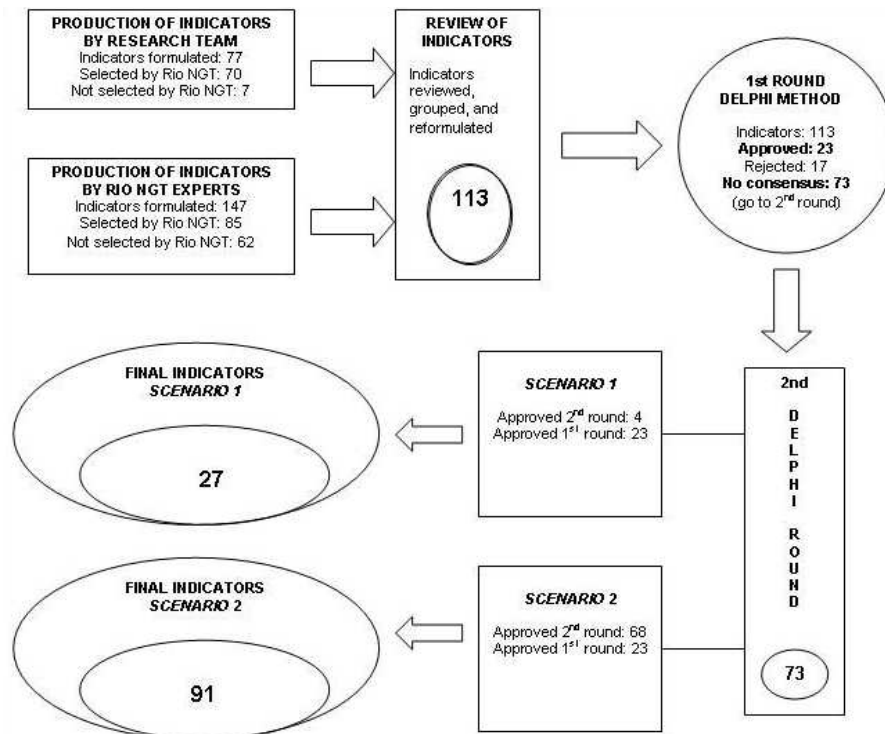 PRODUCTION OF INDICATORS
BY RESEARCH TEAM
Indicators formulated: 77
Selected by Rio NGT: 70
Not selected by Rio NGT: 7
PRODUCTION OF INDICATORS
BY RIO NGT EXPERTS
Indicators formulated: 147
Selected by Rio NGT: 85
Not selected by Rio NGT: 62
REVIEW OF
INDICATORS
Indicators
reviewed,
grouped, and
reformulated
113
1st ROUND
DELPHI METHOD
Indicators: 113
Approved: 23
Rejected: 17
No consensus: 73
(go to 2nd round)
2nd
D
E
L
P
H
I
R
O
U
N
D
73
SCENARIO 1
Approved 2nd round: 4
Approved 1st round: 23
FINAL INDICATORS
SCENARIO 1
27
SCENARIO 2
Approved 2nd round: 68
Approved 1st round: 23
FINAL INDICATORS
SCENARIO 2
91